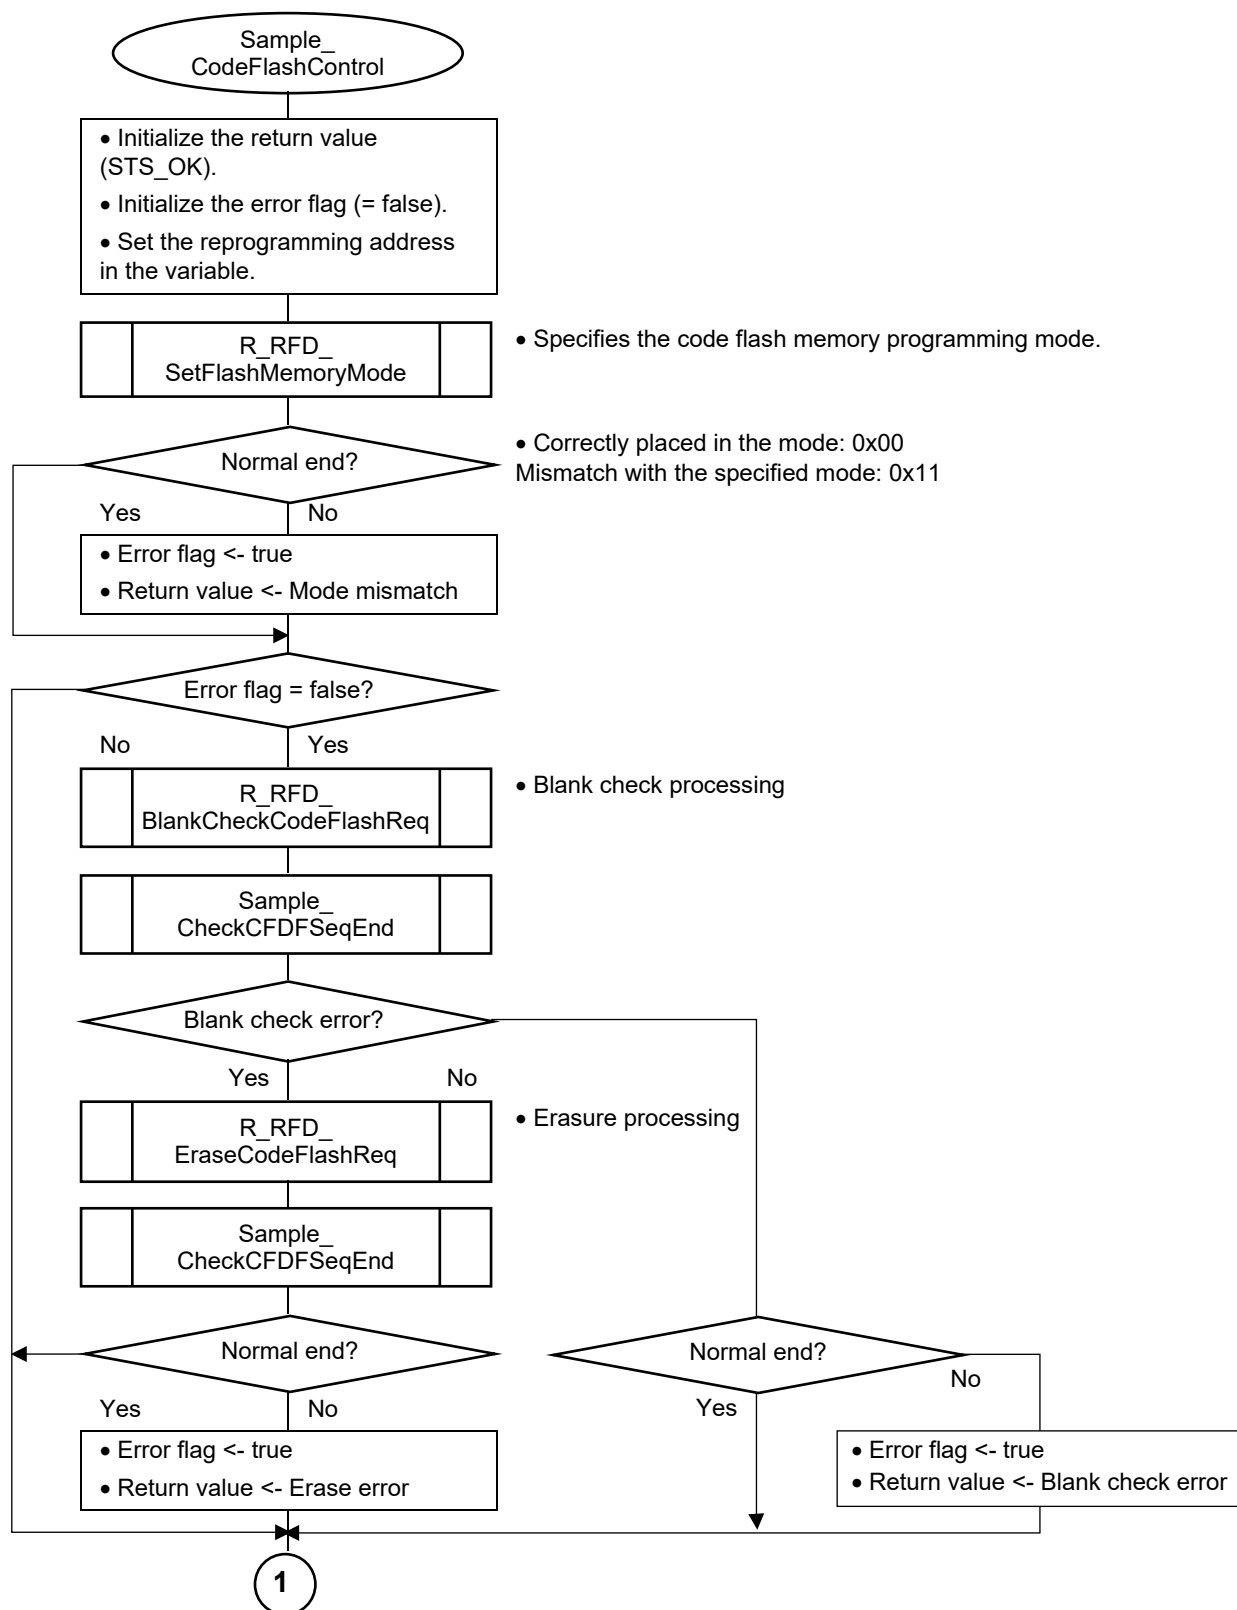 Sample_
CodeFlashControl
• Initialize the return value
(STS_OK).
• Initialize the error flag (= false).
• Set the reprogramming address
in the variable.
R_RFD_
SetFlashMemoryMode
• Specifies the code flash memory programming mode.
Normal end?
• Correctly placed in the mode: 0x00
Mismatch with the specified mode: 0x11
Yes
No
• Error flag <- true
• Return value <- Mode mismatch
Error flag = false?
No
Yes
R_RFD_
BlankCheckCodeFlashReq
• Blank check processing
Sample_
CheckCFDFSeqEnd
Blank check error?
Yes
No
R_RFD_
EraseCodeFlashReq
• Erasure processing
Sample_
CheckCFDFSeqEnd
Normal end?
Normal end?
Yes
No
Yes
No
• Error flag <- true
• Return value <- Erase error
• Error flag <- true
• Return value <- Blank check error
1